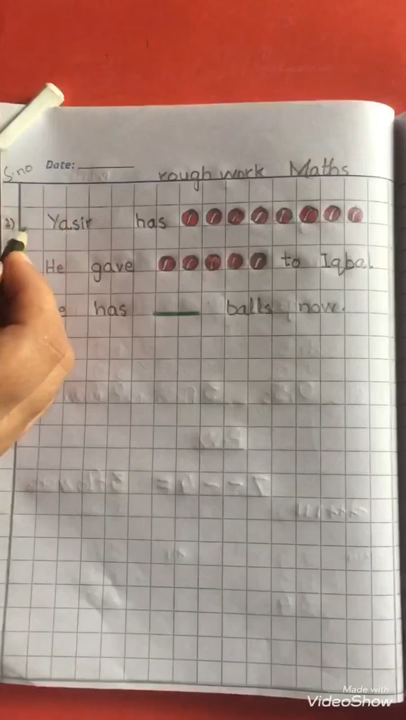 S.no Date: rough work Maths
Yasir has
He gave to Iqbal
has balls now.
Made with
VideoShow